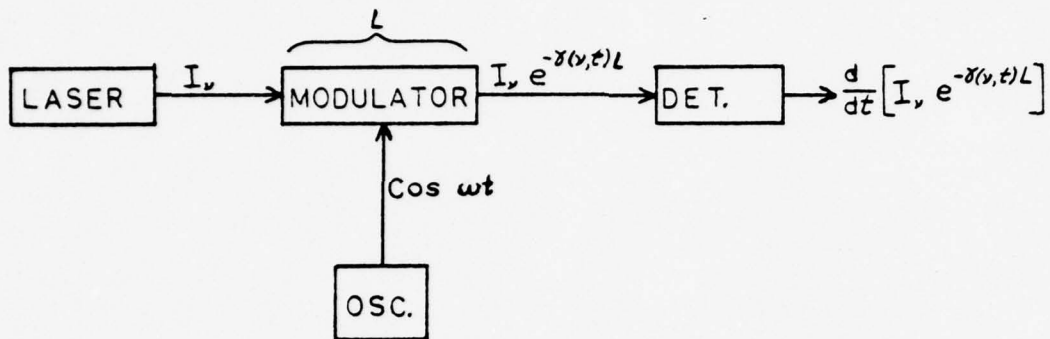 L
LASER
I_ν
MODULATOR
I_ν e^{-γ(ν,t)L}
DET.
d/dt [I_ν e^{-γ(ν,t)L}]
Cos ωt
OSC.